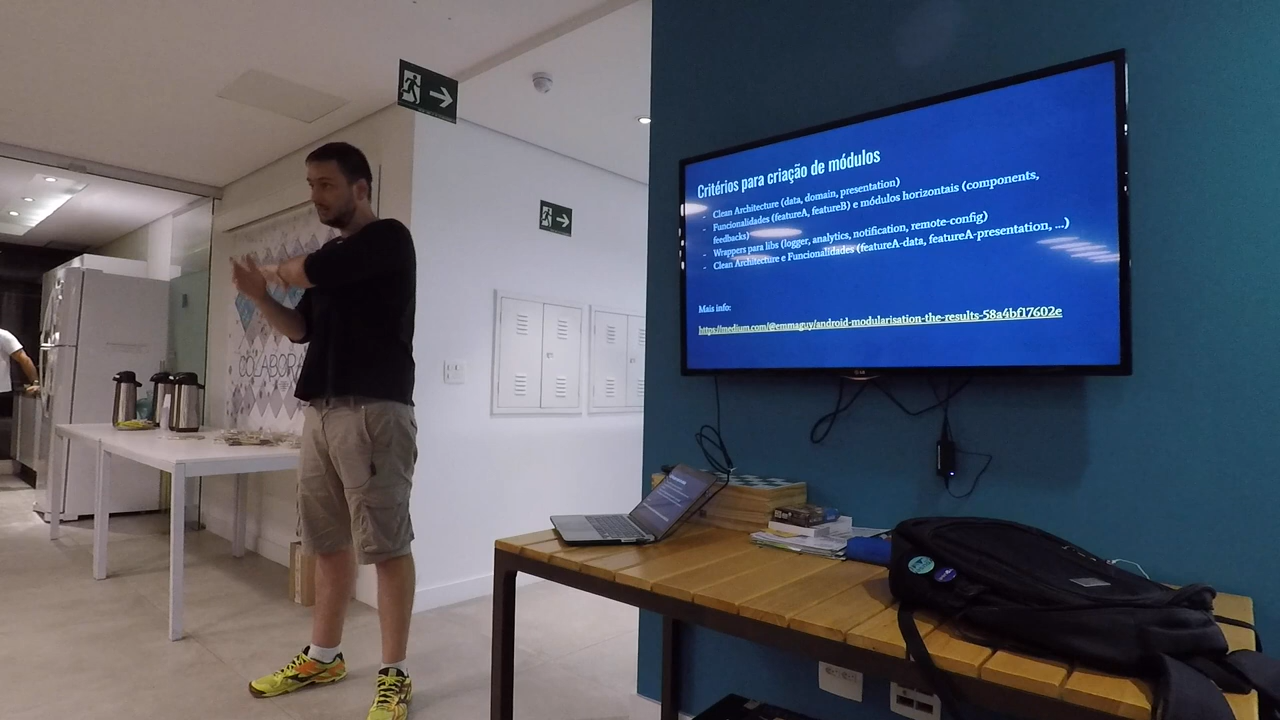 Critérios para criação de módulos
- Clean Architecture (data, domain, presentation)
- Funcionalidades (featureA, featureB) e módulos horizontais (components,
feedbacks)
- Wrappers para libs (logger, analytics, notification, remote-config)
- Clean Architecture e Funcionalidades (featureA-data, featureA-presentation, ...)
Mais info:
https://medium.com/@emmaguy/android-modularisation-the-results-58a4bf17602e
LG
COLABORA